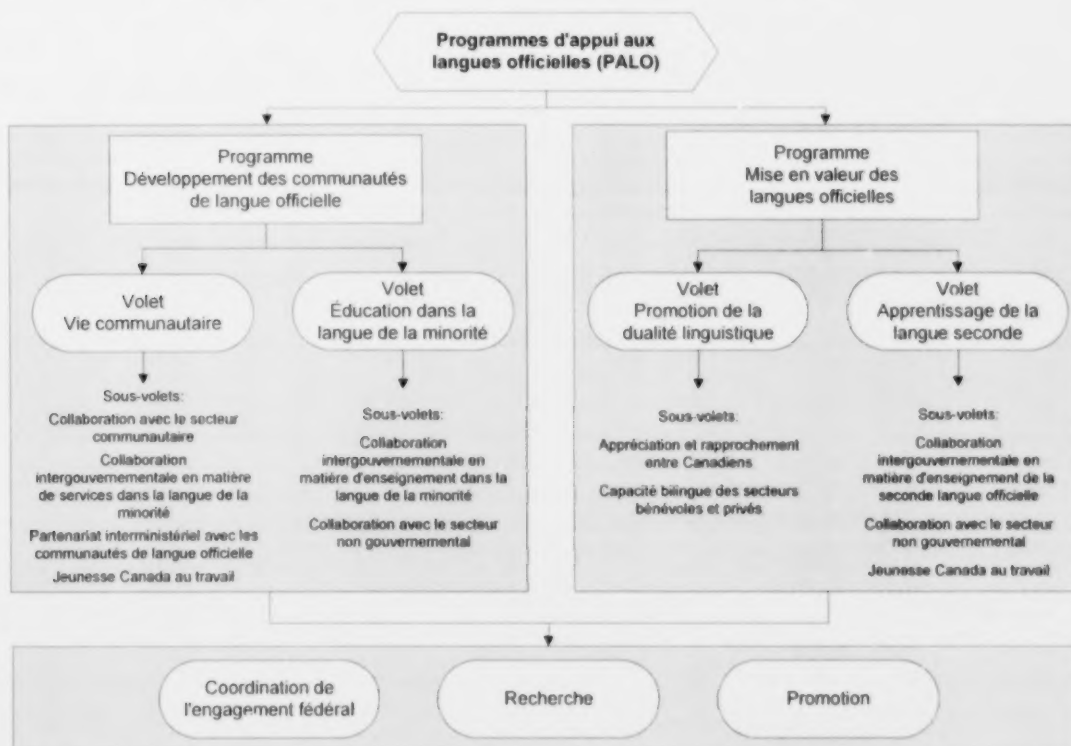 Programmes d'appui aux
langues officielles (PALO)
Programme
Développement des communautés
de langue officielle
Volet
Vie communautaire
Sous-volets:
Collaboration avec le secteur
communautaire
Collaboration
intergouvernementale en matière
de services dans la langue de la
minorité
Partenariat interministériel avec les
communautés de langue officielle
Jeunesse Canada au travail
Volet
Éducation dans la
langue de la minorité
Sous-volets:
Collaboration
intergouvernementale en
matière d'enseignement dans la
langue de la minorité
Collaboration avec le secteur
non gouvernemental
Programme
Mise en valeur des
langues officielles
Volet
Promotion de la
dualité linguistique
Sous-volets:
Appréciation et rapprochement
entre Canadiens
Capacité bilingue des secteurs
bénévoles et privés
Volet
Apprentissage de la
langue seconde
Sous-volets:
Collaboration
intergouvernementale en
matière d'enseignement de la
seconde langue officielle
Collaboration avec le secteur
non gouvernemental
Jeunesse Canada au travail
Coordination de
l'engagement fédéral
Recherche
Promotion